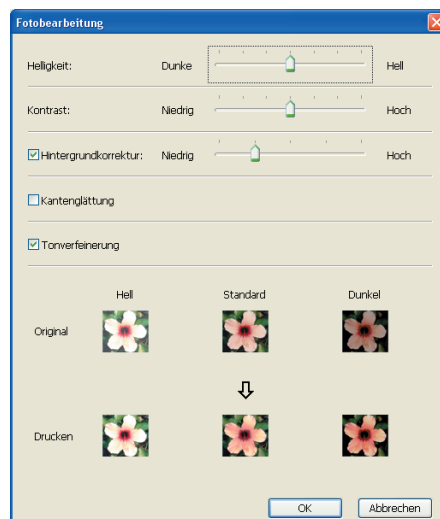 Fotobearbeitung
Helligkeit: Dunke Hell
Kontrast: Niedrig Hoch
Hintergrundkorrektur: Niedrig Hoch
Kantenglättung
Tonverfeinerung
Hell Standard Dunkel
Original
Drucken
OK Abbrechen